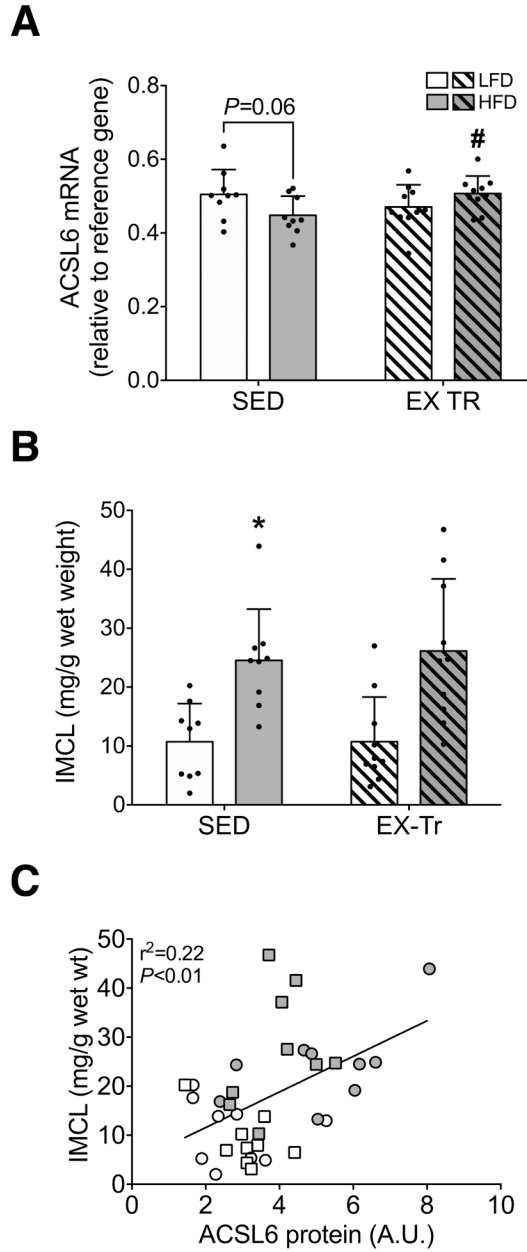 A
ACSL6 mRNA
(relative to reference gene)
0.8
0.6
0.4
0.2
0.0
P=0.06
LFD
HFD
#
SED
EX TR
B
IMCL (mg/g wet weight)
50
40
30
20
10
0
*
SED
EX-Tr
C
IMCL (mg/g wet wt)
50
40
30
20
10
0
r²=0.22
P<0.01
0
2
4
6
8
10
ACSL6 protein (A.U.)